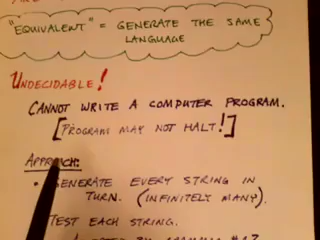 "EQUIVALENT" = GENERATE THE SAME
LANGUAGE
UNDECIDABLE!
CANNOT WRITE A COMPUTER PROGRAM.
[PROGRAMS MAY NOT HALT!]
APPROACH:
• GENERATE EVERY STRING IN
TURN. (INFINITELY MANY).
TEST EACH STRING.